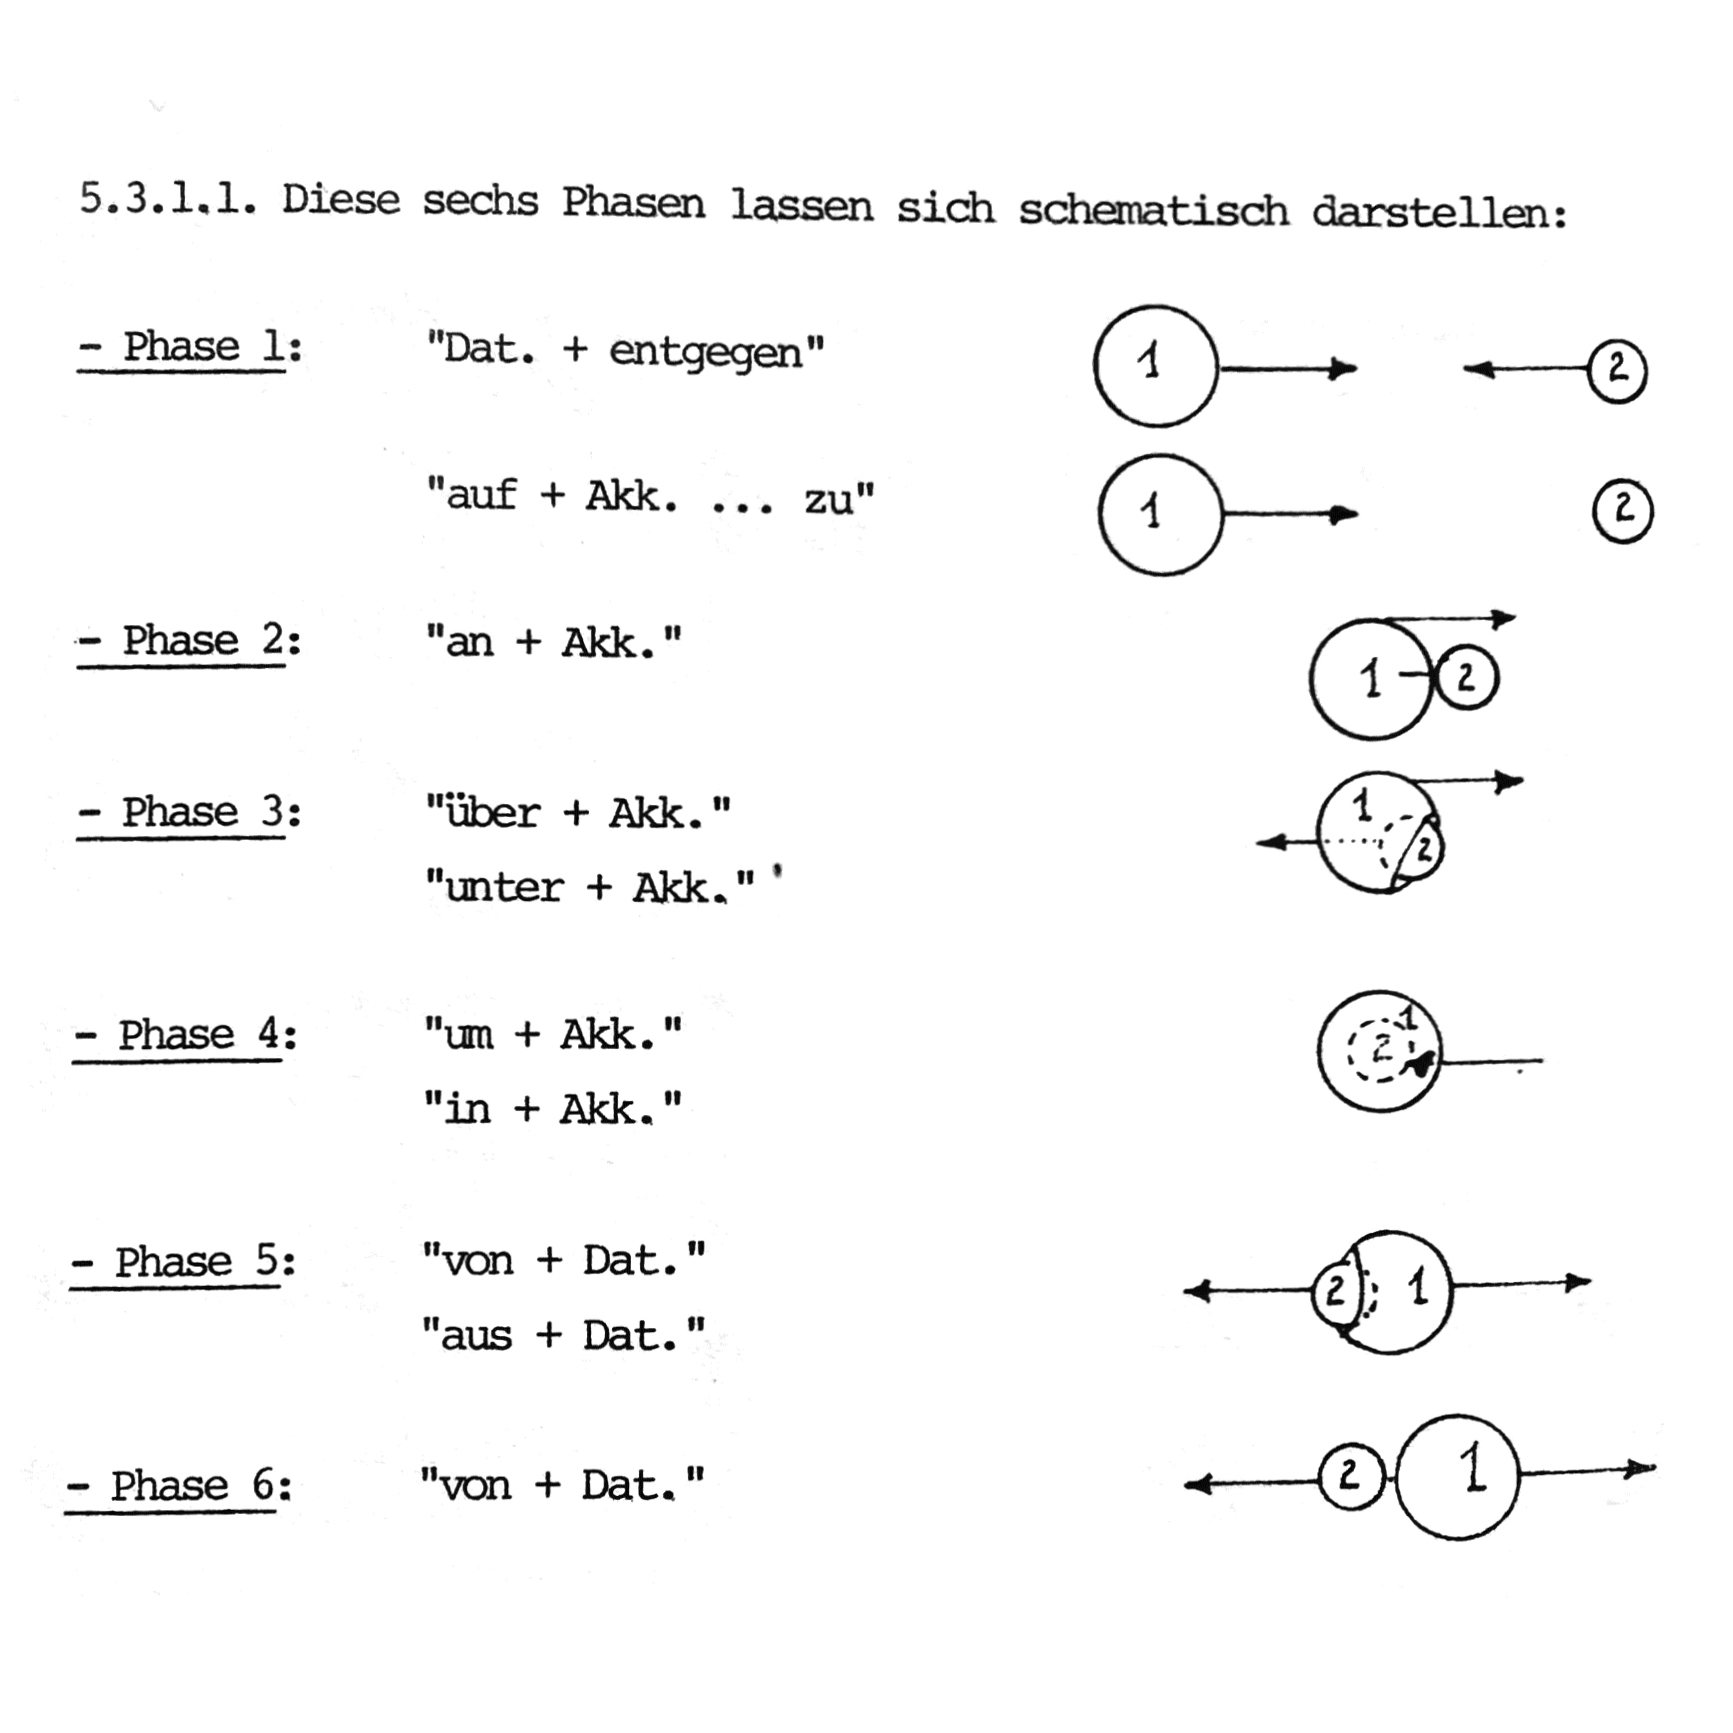 5.3.1.1. Diese sechs Phasen lassen sich schematisch darstellen:
- Phase 1: "Dat. + entgegen" 1 2
"auf + Akk. ... zu" 1 2
- Phase 2: "an + Akk." 1 2
- Phase 3: "über + Akk." 1 2
"unter + Akk."
- Phase 4: "um + Akk." 1 2
"in + Akk."
- Phase 5: "von + Dat." 2 1
"aus + Dat."
- Phase 6: "von + Dat." 2 1